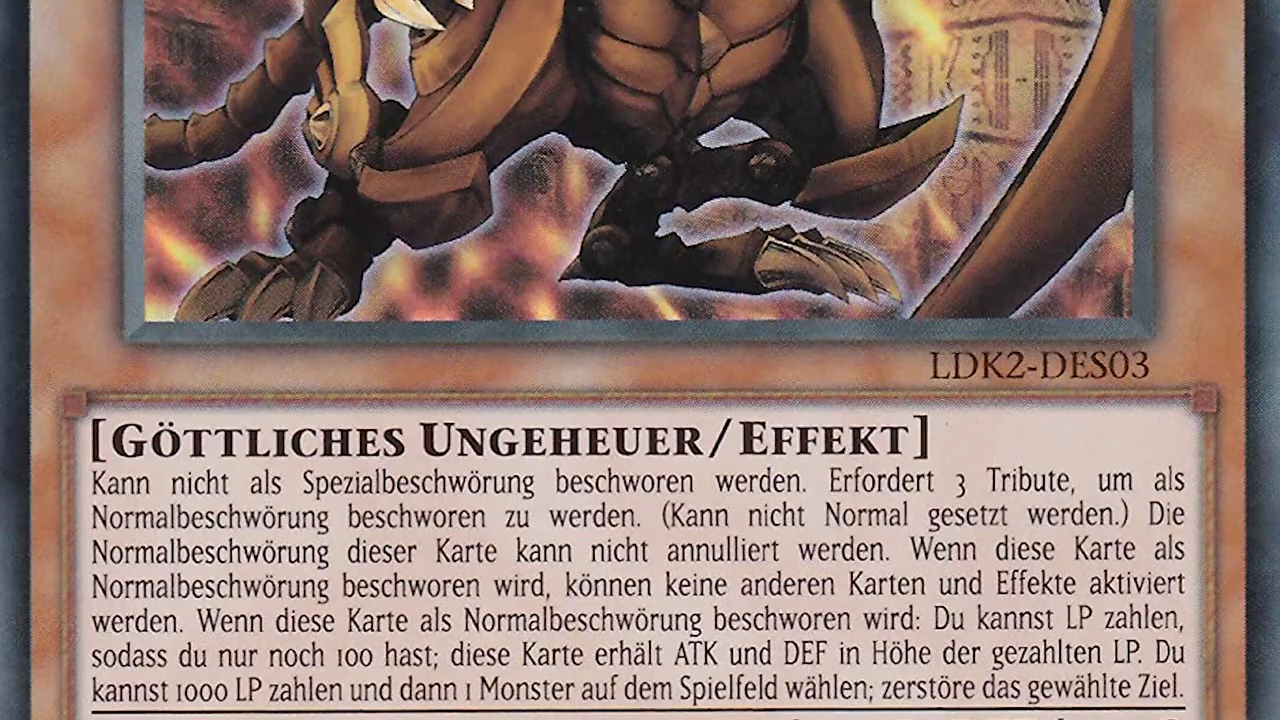 LDK2-DES03
[GÖTTLICHES UNGEHEUER/EFFEKT]
Kann nicht als Spezialbeschwörung beschworen werden. Erfordert 3 Tribute, um als
Normalbeschwörung beschworen zu werden. (Kann nicht Normal gesetzt werden.) Die
Normalbeschwörung dieser Karte kann nicht annulliert werden. Wenn diese Karte als
Normalbeschwörung beschworen wird, können keine anderen Karten und Effekte aktiviert
werden. Wenn diese Karte als Normalbeschwörung beschworen wird: Du kannst LP zahlen,
sodass du nur noch 100 hast; diese Karte erhält ATK und DEF in Höhe der gezahlten LP. Du
kannst 1000 LP zahlen und dann 1 Monster auf dem Spielfeld wählen; zerstöre das gewählte Ziel.